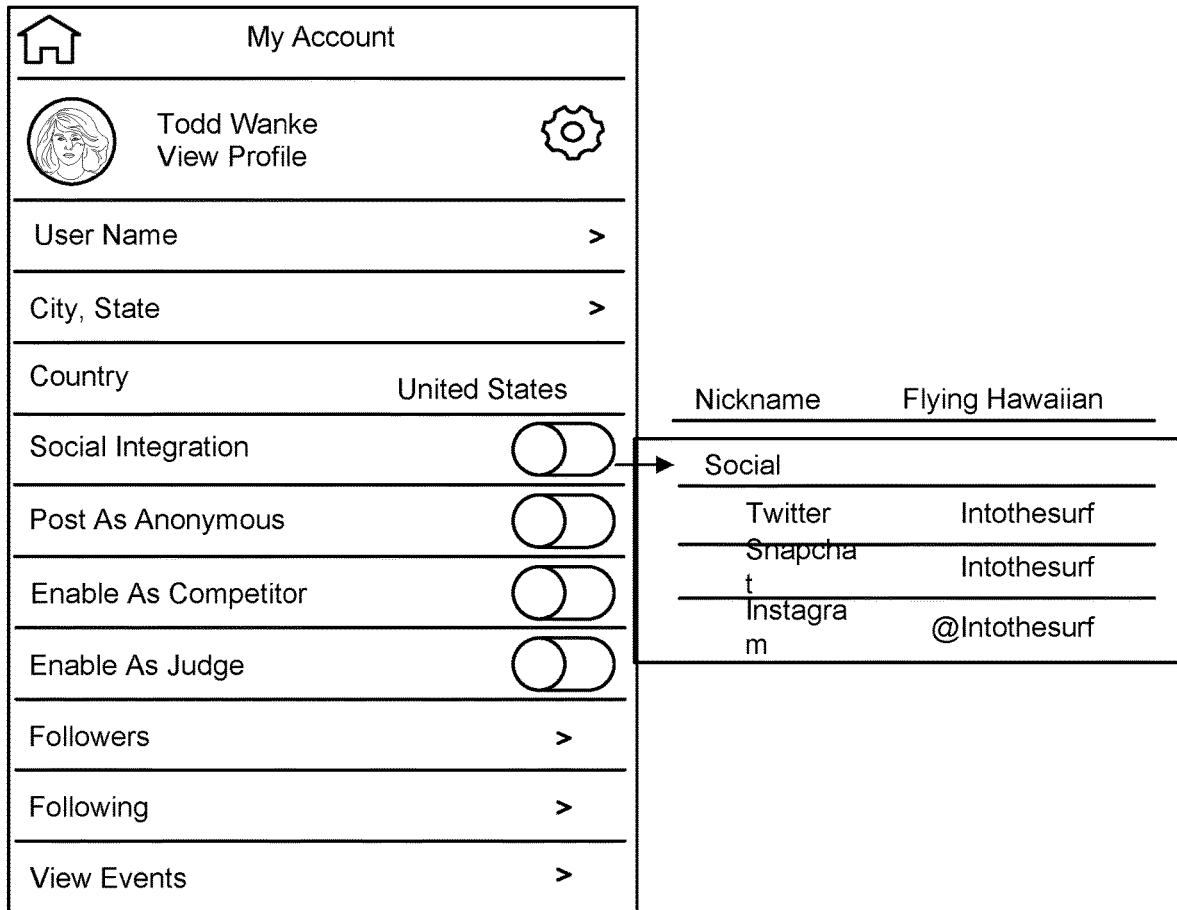 My Account
Todd Wanke
View Profile
User Name >
City, State >
Country United States
Social Integration
Post As Anonymous
Enable As Competitor
Enable As Judge
Followers >
Following >
View Events >
Nickname Flying Hawaiian
Social
Twitter Intothesurf
Snapcha
t Intothesurf
Instagra
m @Intothesurf